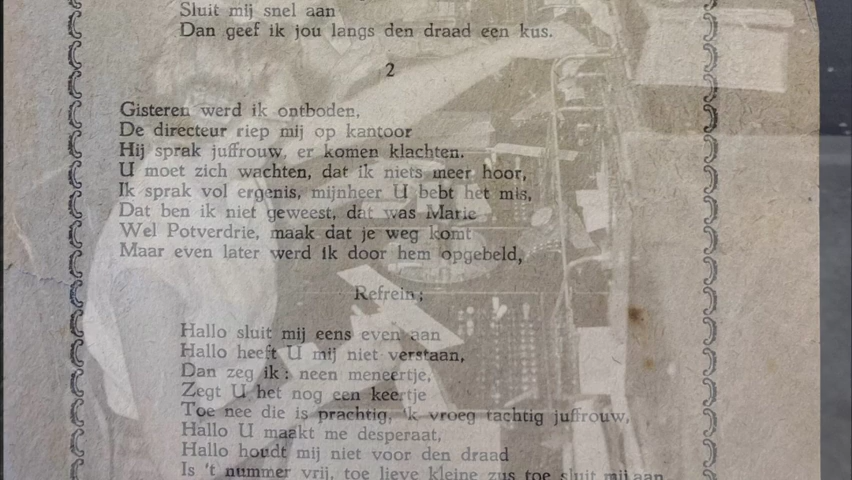 Sluit mij snel aan
Dan geef ik jou langs den draad een kus.
2
Gisteren werd ik ontboden,
De directeur riep mij op kantoor
Hij sprak juffrouw, er komen klachten.
U moet zich wachten, dat ik niets meer hoor,
Ik sprak vol ergenis, mijnheer U bebt het mis,
Dat ben ik niet geweest, dat was Marie
Wel Potverdrie, maak dat je weg komt
Maar even later werd ik door hem opgebeld,
Refrein;
Hallo sluit mij eens even aan
Hallo heeft U mij niet verstaan,
Dan zeg ik: neen meneertje,
Zegt U het nog een keertje
Toe nee die is prachtig, 'k vroeg tachtig juffrouw,
Hallo U maakt me desperaat,
Hallo houdt mij niet voor den draad
Is 't nummer vrij, toe lieve kleine zus toe sluit mij aan